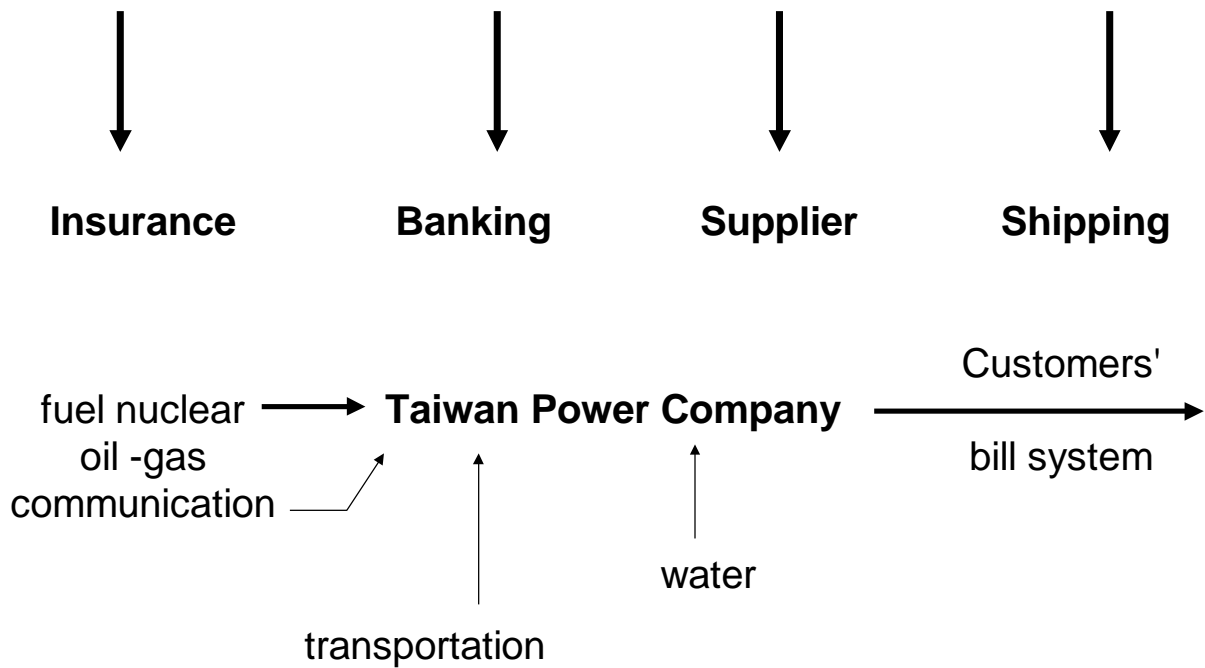 Insurance Banking Supplier Shipping
Customers'
fuel nuclear Taiwan Power Company
oil -gas bill system
communication
water
transportation